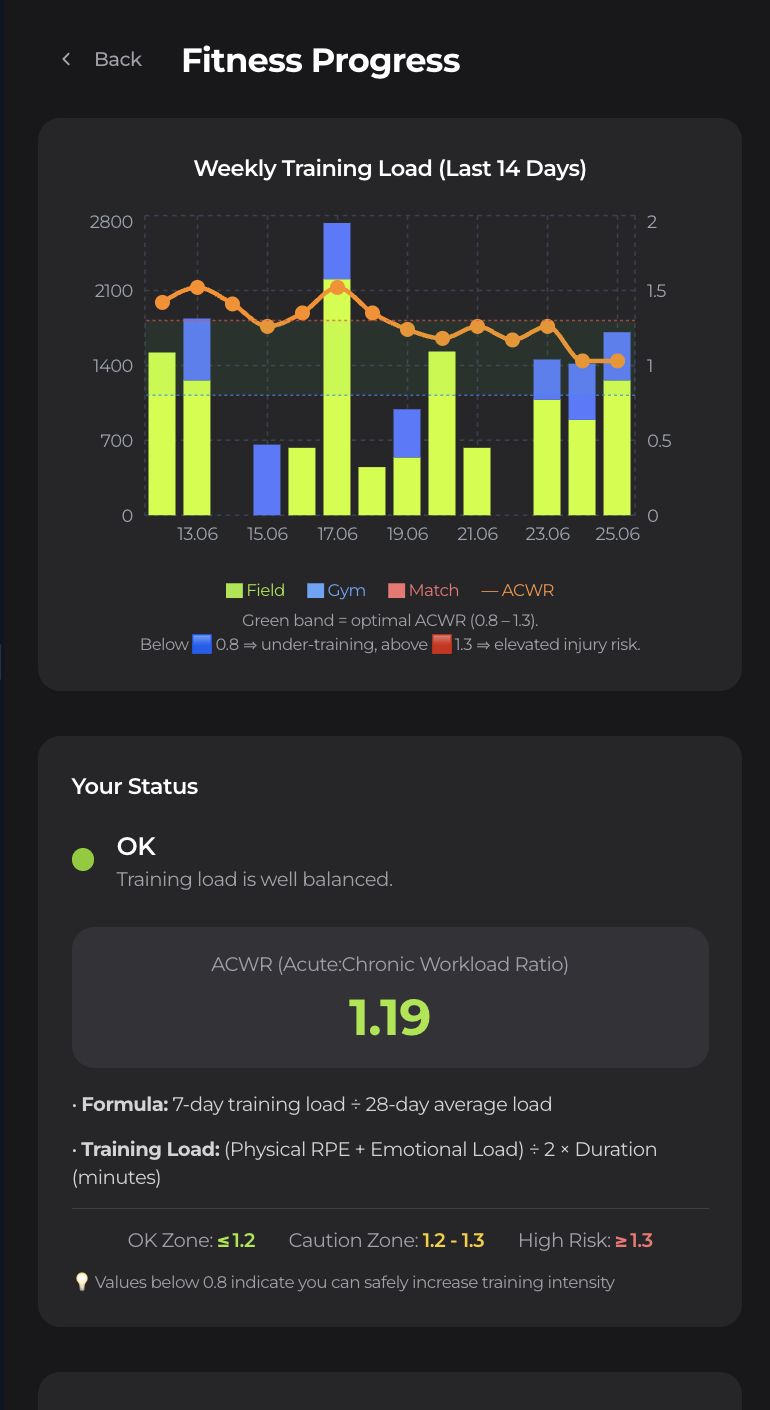 Back
Fitness Progress
Weekly Training Load (Last 14 Days)
2800
2
2100
1.5
1400
1
700
0.5
0
0
13.06 15.06 17.06 19.06 21.06 23.06 25.06
Field Gym Match — ACWR
Green band = optimal ACWR (0.8 – 1.3).
Below 🟦 0.8 ⇒ under-training, above 🟥 1.3 ⇒ elevated injury risk.
Your Status
OK
Training load is well balanced.
ACWR (Acute:Chronic Workload Ratio)
1.19
· Formula: 7-day training load ÷ 28-day average load
· Training Load: (Physical RPE + Emotional Load) ÷ 2 × Duration
(minutes)
OK Zone: ≤ 1.2 Caution Zone: 1.2 - 1.3 High Risk: ≥ 1.3
💡 Values below 0.8 indicate you can safely increase training intensity